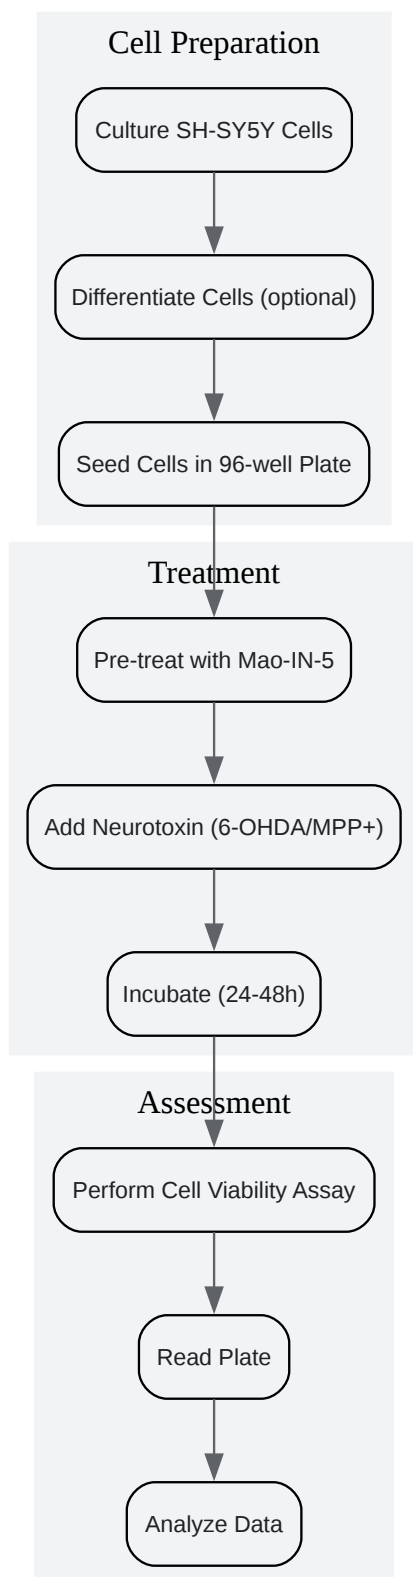 Cell Preparation
Culture SH-SY5Y Cells
Differentiate Cells (optional)
Seed Cells in 96-well Plate
Treatment
Pre-treat with Mao-IN-5
Add Neurotoxin (6-OHDA/MPP+)
Incubate (24-48h)
Assessment
Perform Cell Viability Assay
Read Plate
Analyze Data